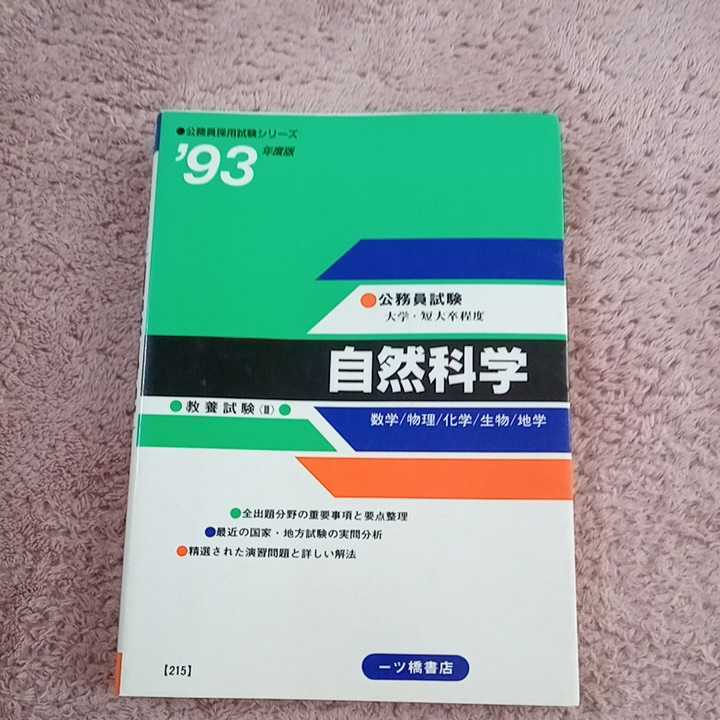 ●公務員採用試験シリーズ
'93年度版
●公務員試験
大学・短大卒程度
自然科学
●教養試験〈II〉●
数学/物理/化学/生物/地学
●全出題分野の重要事項と要点整理
●最近の国家・地方試験の実問分析
●精選された演習問題と詳しい解法
【215】
一ツ橋書店